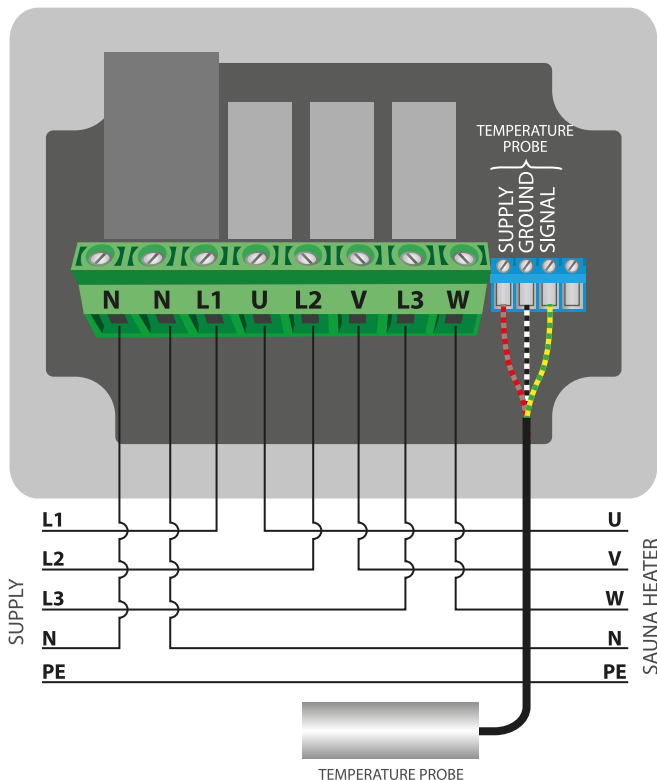 TEMPERATURE
PROBE
SUPPLY
GROUND
SIGNAL
N N L1 U L2 V L3 W
L1 U
L2 V
L3 W
N N
PE PE
SUPPLY
SAUNA HEATER
TEMPERATURE PROBE